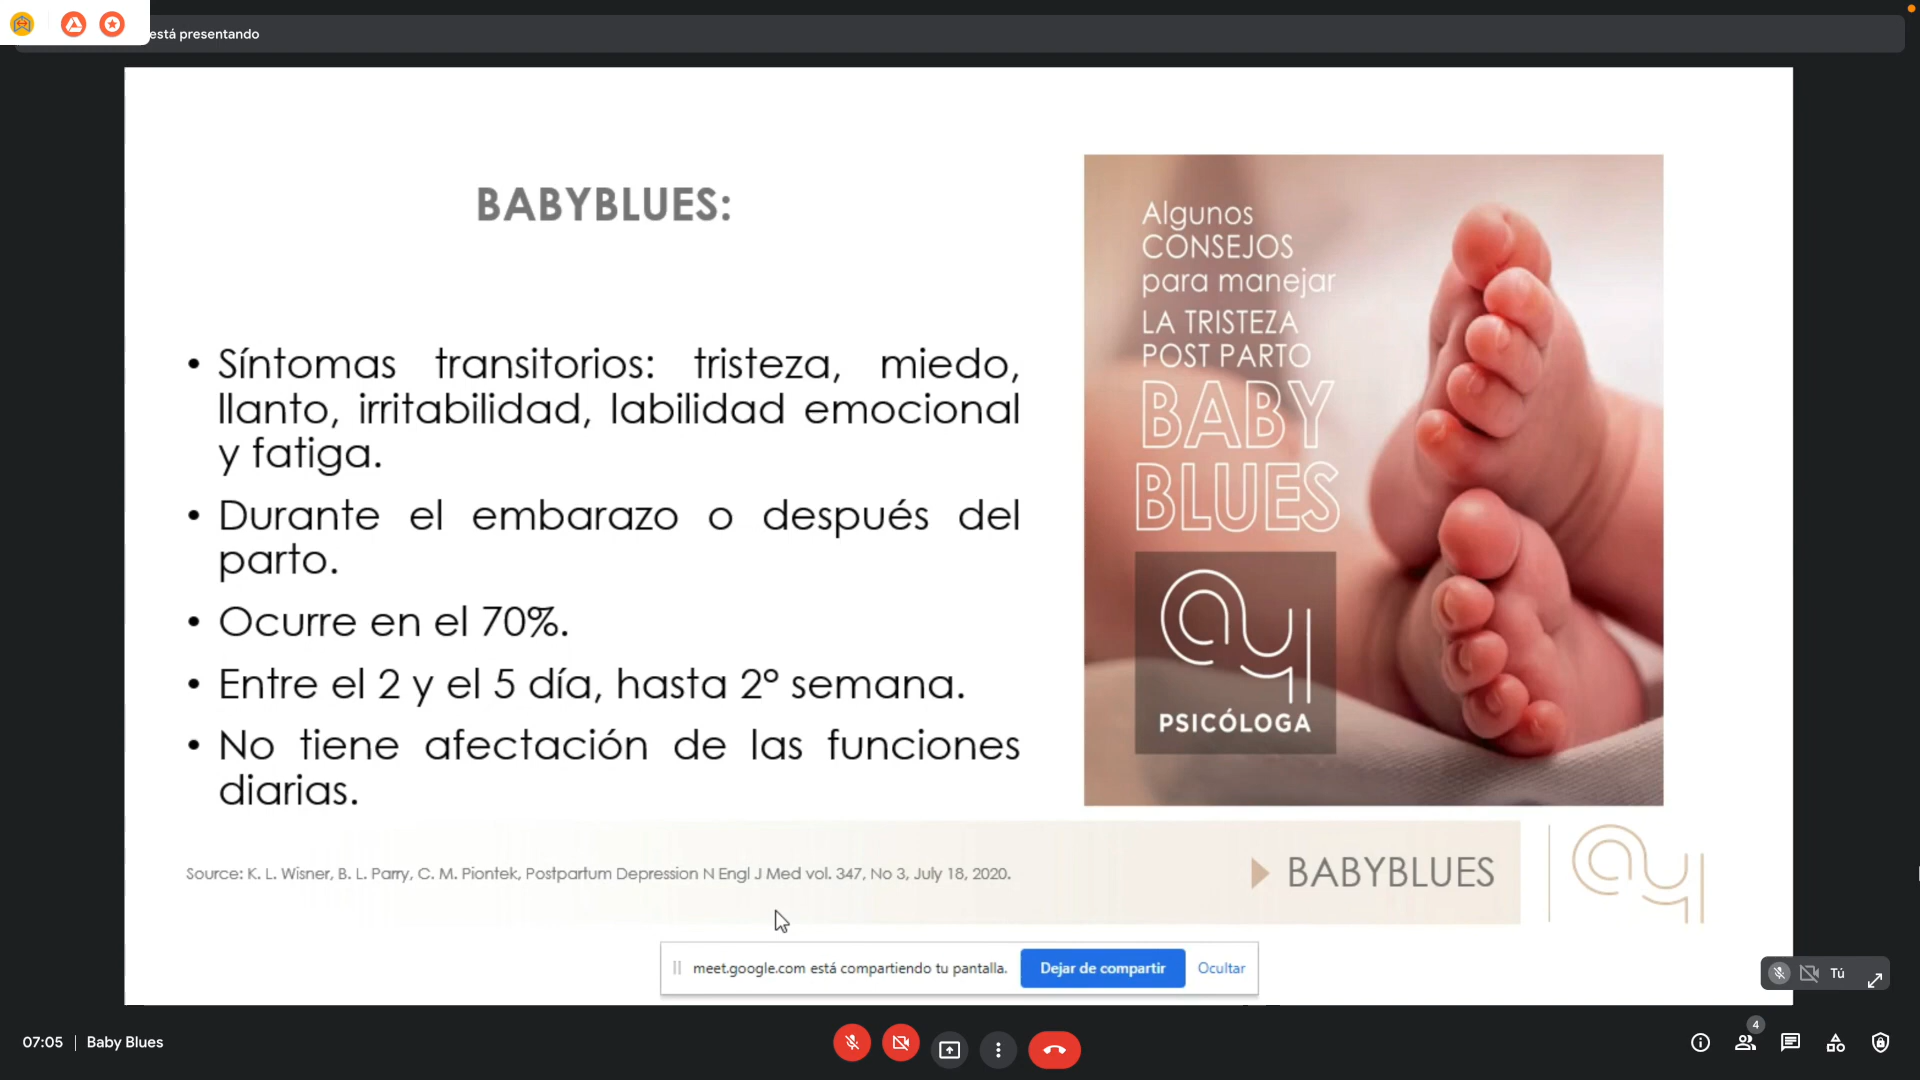 está presentando
BABYBLUES:
• Síntomas transitorios: tristeza, miedo,
llanto, irritabilidad, labilidad emocional
y fatiga.
• Durante el embarazo o después del
parto.
• Ocurre en el 70%.
• Entre el 2 y el 5 día, hasta 2° semana.
• No tiene afectación de las funciones
diarias.
Algunos
CONSEJOS
para manejar
LA TRISTEZA
POST PARTO
BABY
BLUES
ay
PSICÓLOGA
Source: K. L. Wisner, B. L. Parry, C. M. Piontek, Postpartum Depression N Engl J Med vol. 347, No 3, July 18, 2020.
BABYBLUES
ay
meet.google.com está compartiendo tu pantalla.
Dejar de compartir
Ocultar
Tú
07:05 | Baby Blues
4